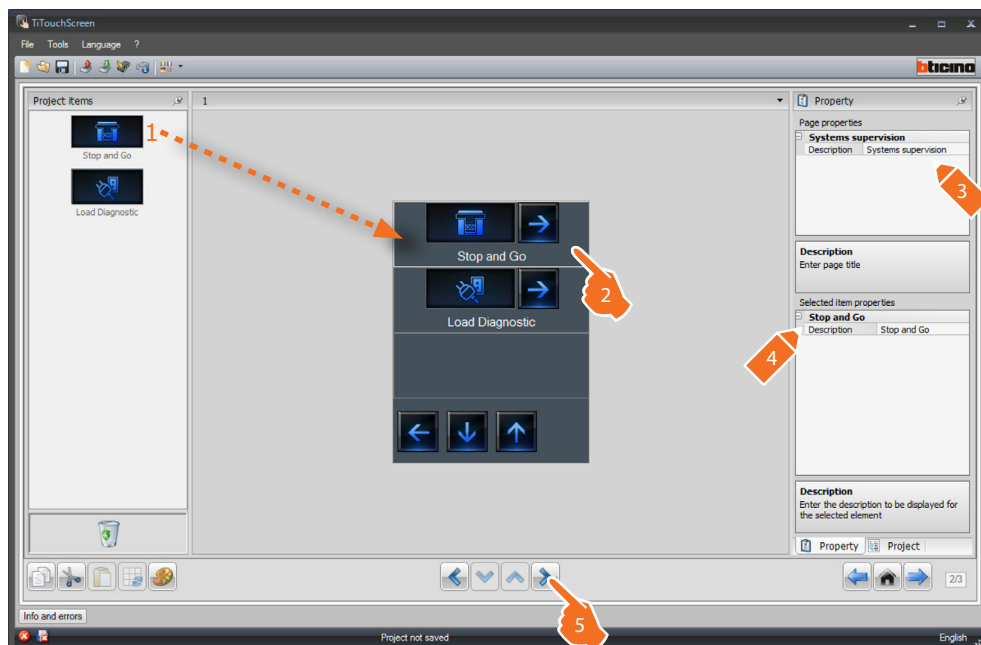 TiTouchScreen
File Tools Language ?
bticino
Project items
1
Property
Stop and Go
Load Diagnostic
1
Stop and Go
Load Diagnostic
2
Page properties
Systems supervision
Description Systems supervision
3
Description
Enter page title
Selected item properties
Stop and Go
Description Stop and Go
4
Description
Enter the description to be displayed for
the selected element
Property Project
2/3
5
Info and errors
Project not saved
English